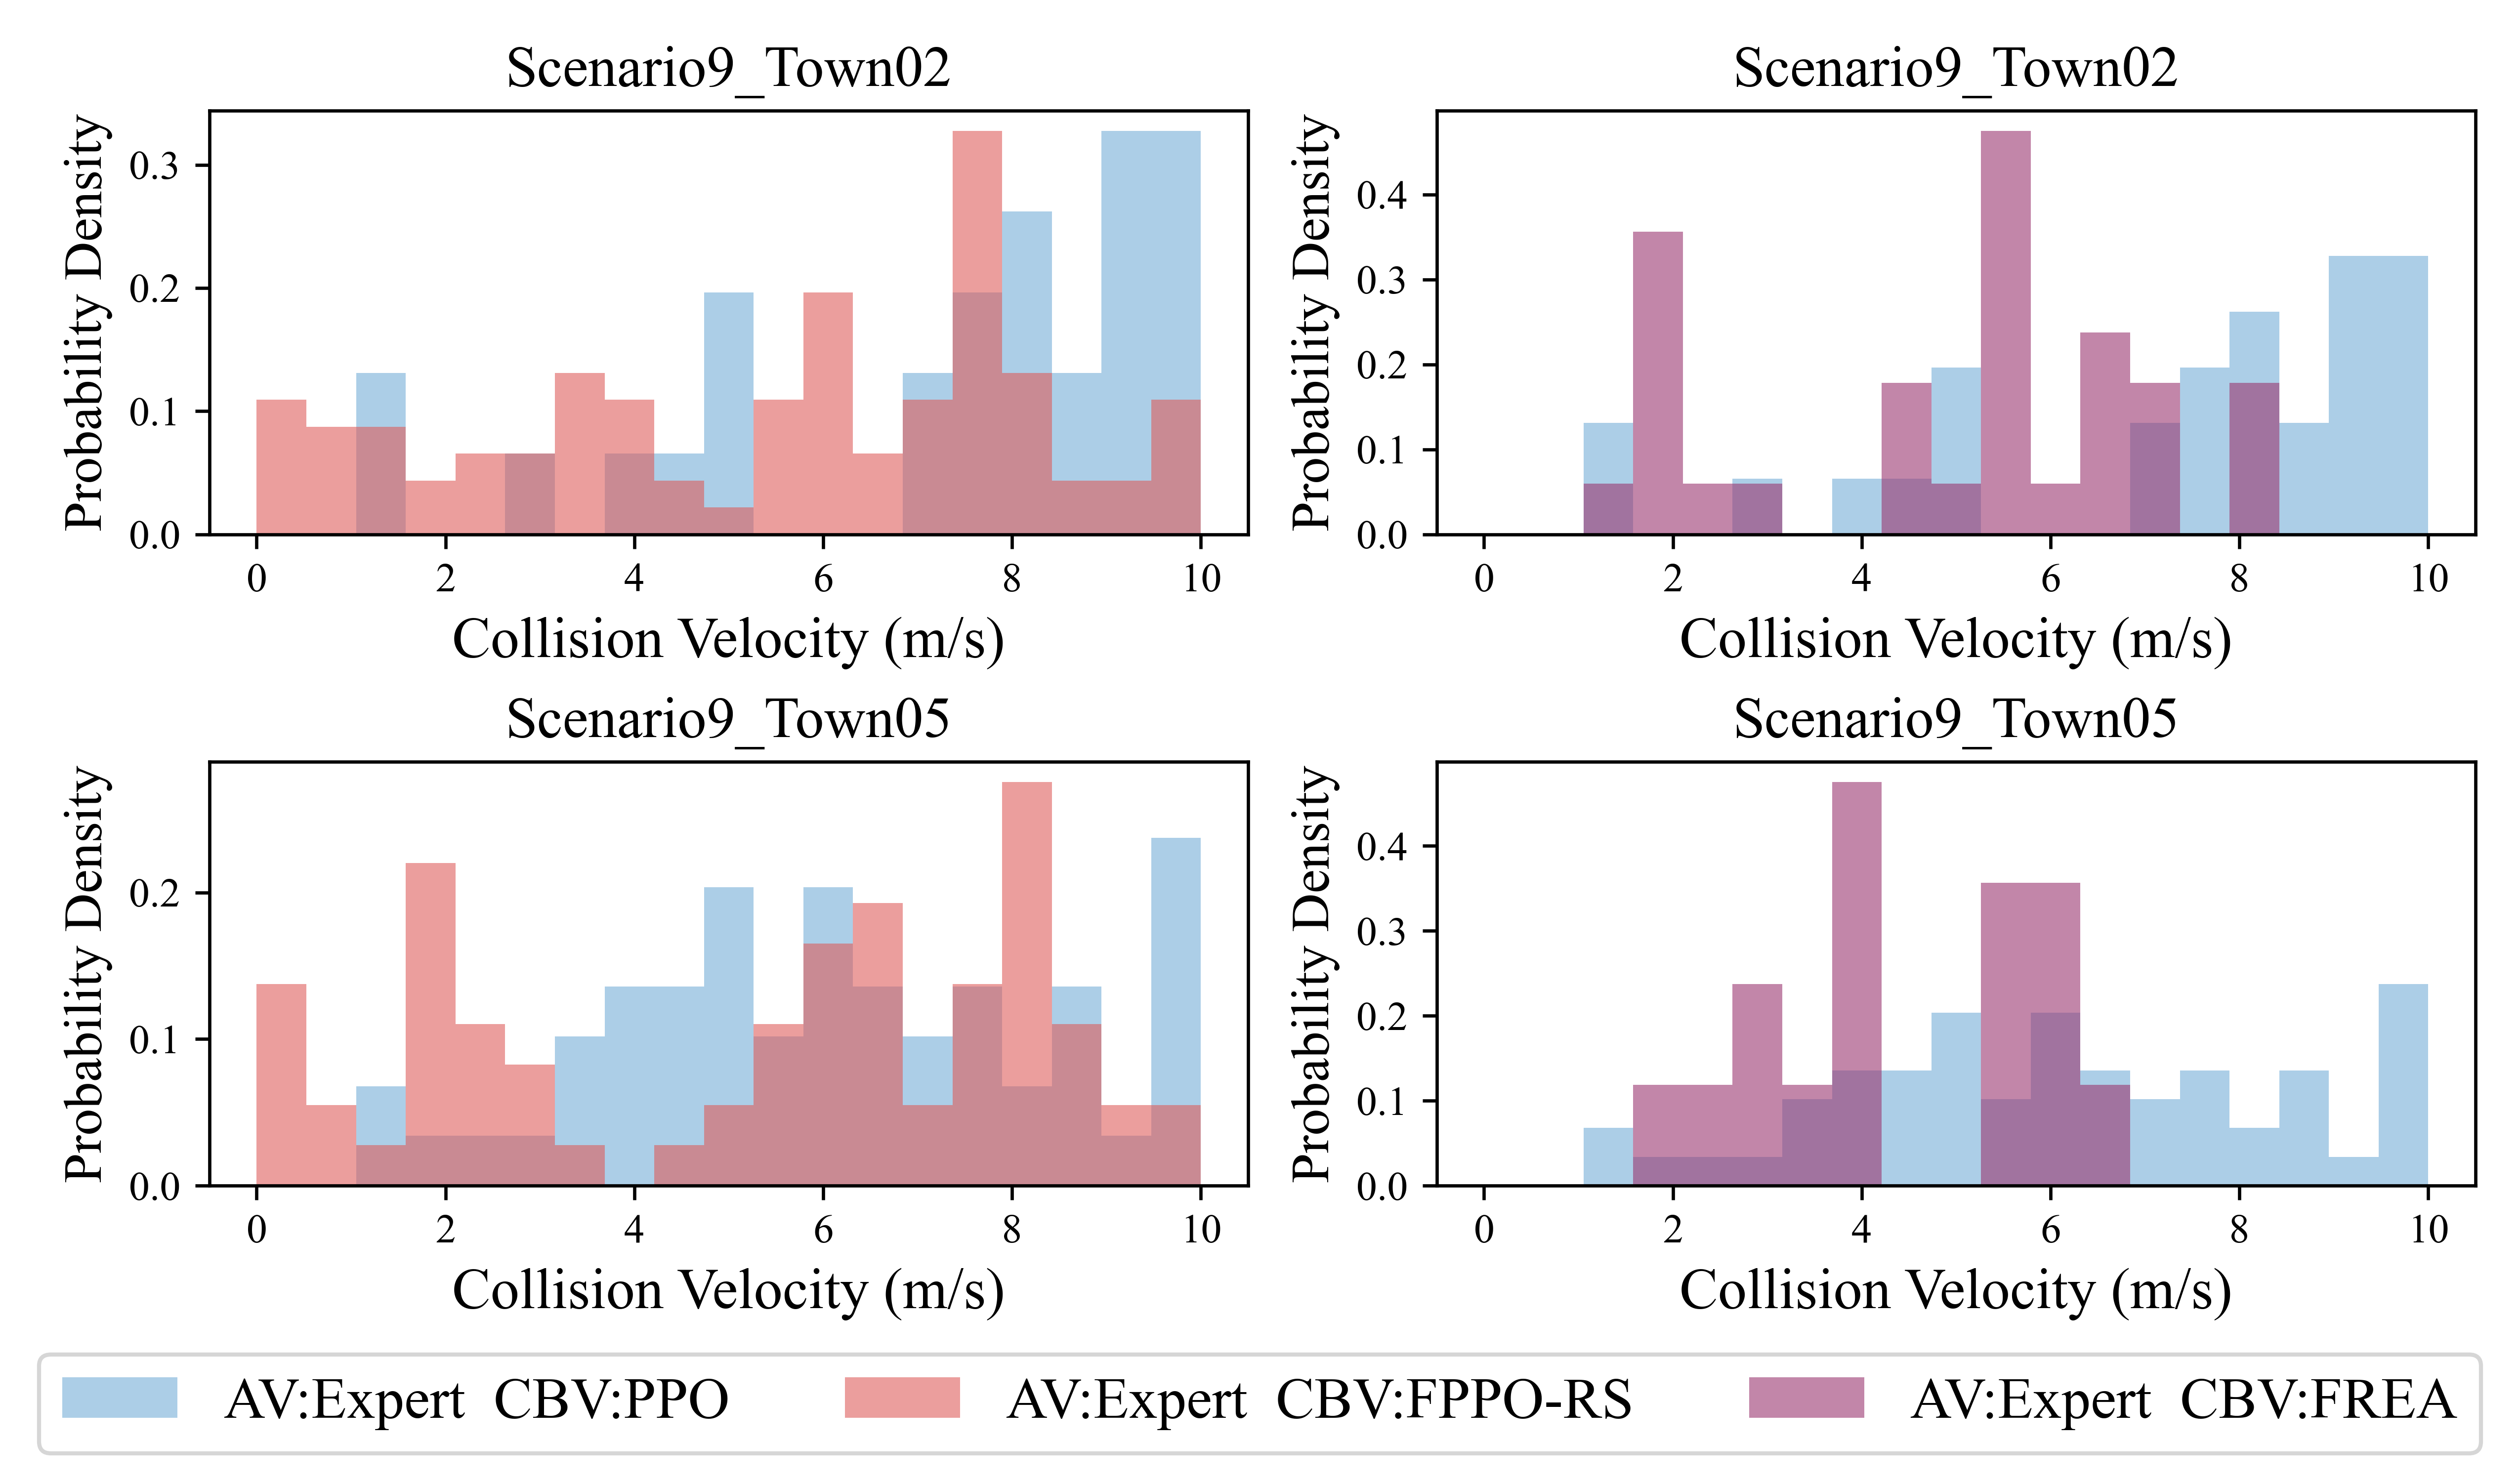 Scenario9_Town02
Probability Density
0.3
0.2
0.1
0.0
0 2 4 6 8 10
Collision Velocity (m/s)
Scenario9_Town02
Probability Density
0.4
0.3
0.2
0.1
0.0
0 2 4 6 8 10
Collision Velocity (m/s)
Scenario9_Town05
Probability Density
0.2
0.1
0.0
0 2 4 6 8 10
Collision Velocity (m/s)
Scenario9_Town05
Probability Density
0.4
0.3
0.2
0.1
0.0
0 2 4 6 8 10
Collision Velocity (m/s)
AV:Expert CBV:PPO
AV:Expert CBV:FPPO-RS
AV:Expert CBV:FREA